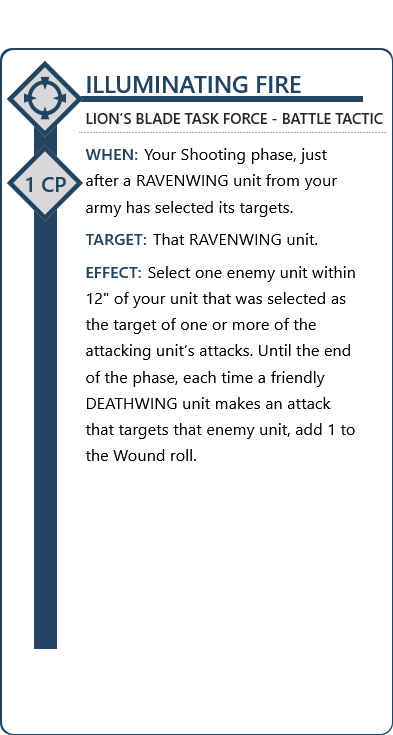 ILLUMINATING FIRE
LION'S BLADE TASK FORCE - BATTLE TACTIC
1 CP
WHEN: Your Shooting phase, just
after a RAVENWING unit from your
army has selected its targets.
TARGET: That RAVENWING unit.
EFFECT: Select one enemy unit within
12" of your unit that was selected as
the target of one or more of the
attacking unit's attacks. Until the end
of the phase, each time a friendly
DEATHWING unit makes an attack
that targets that enemy unit, add 1 to
the Wound roll.